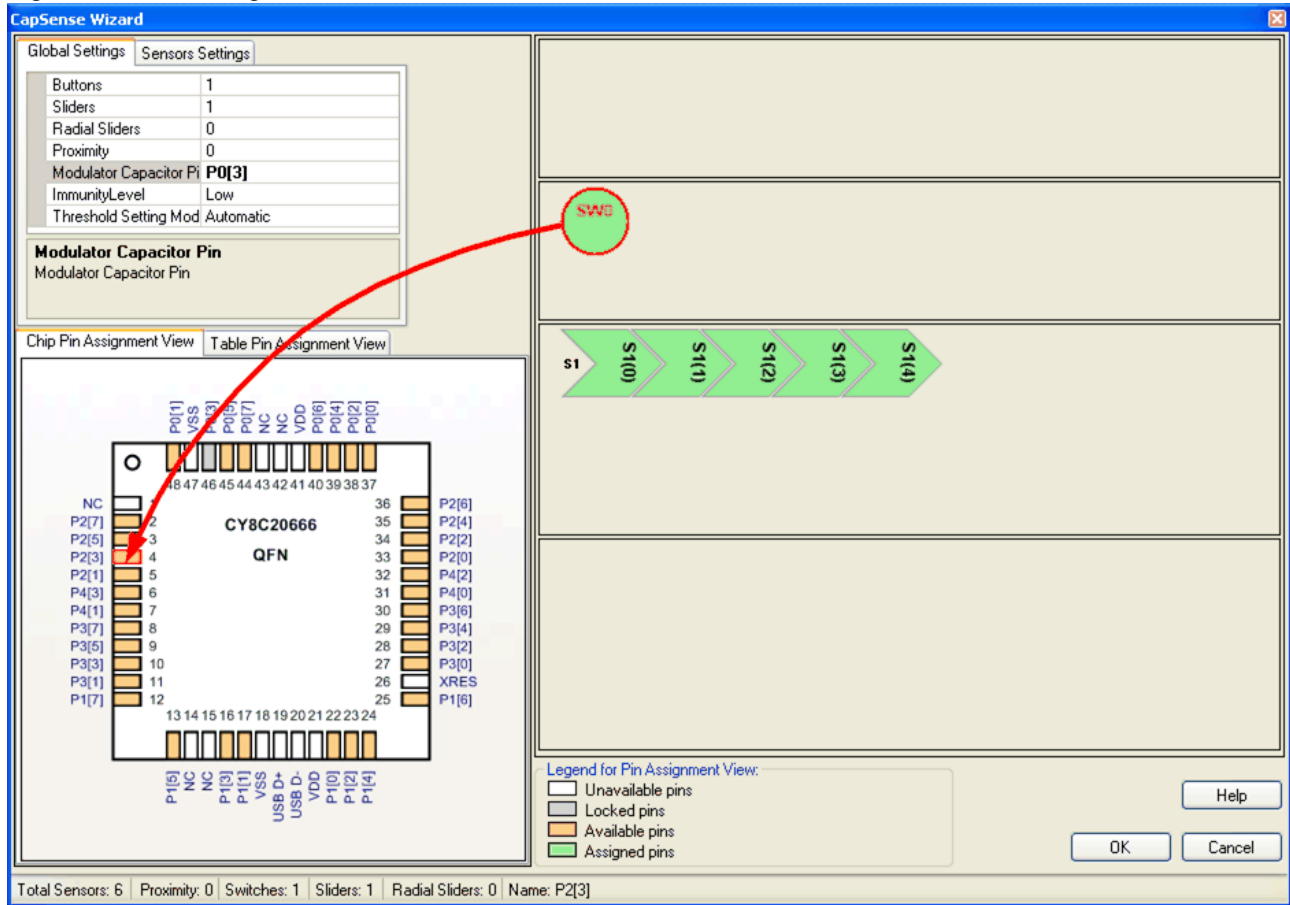 CapSense Wizard
Global Settings Sensors Settings
Buttons 1
Sliders 1
Radial Sliders 0
Proximity 0
Modulator Capacitor Pi P0[3]
ImmunityLevel Low
Threshold Setting Mod Automatic
Modulator Capacitor Pin
Modulator Capacitor Pin
SW0
S1 S1(0) S1(1) S1(2) S1(3) S1(4)
Chip Pin Assignment View Table Pin Assignment View
P0[1] VSS P0[3] P0[5] P0[7] NC NC VDD P0[6] P0[4] P0[2] P0[0]
48 47 46 45 44 43 42 41 40 39 38 37
NC 1 36 P2[6]
P2[7] 2 CY8C20666 35 P2[4]
P2[5] 3 34 P2[2]
P2[3] 4 QFN 33 P2[0]
P2[1] 5 32 P4[2]
P4[3] 6 31 P4[0]
P4[1] 7 30 P3[6]
P3[7] 8 29 P3[4]
P3[5] 9 28 P3[2]
P3[3] 10 27 P3[0]
P3[1] 11 26 XRES
P1[7] 12 25 P1[6]
13 14 15 16 17 18 19 20 21 22 23 24
P1[5] NC NC P1[3] P1[1] VSS USB D+ USB D- VDD P1[0] P1[2] P1[4]
Legend for Pin Assignment View:
Unavailable pins
Locked pins
Available pins
Assigned pins
Help
OK Cancel
Total Sensors: 6 Proximity: 0 Switches: 1 Sliders: 1 Radial Sliders: 0 Name: P2[3]